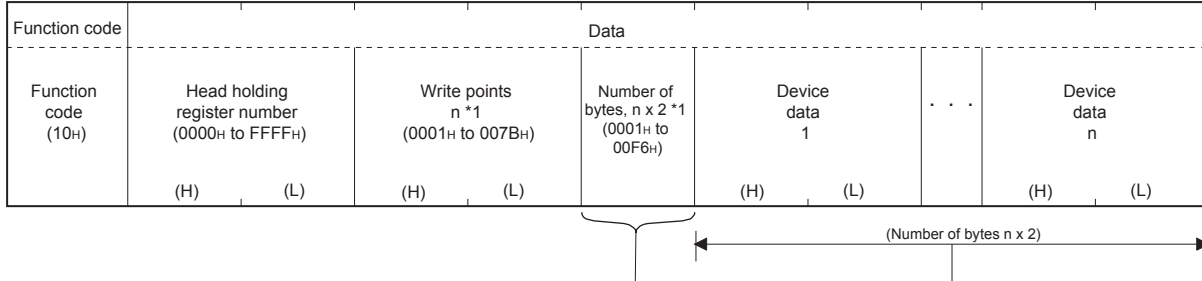 Function code
Data
Function
code
(10H)
Head holding
register number
(0000H to FFFFH)
(H)
(L)
Write points
n *1
(0001H to 007BH)
(H)
(L)
Number of
bytes, n x 2 *1
(0001H to
00F6H)
Device
data
1
(H)
(L)
. . .
Device
data
n
(H)
(L)
(Number of bytes n x 2)